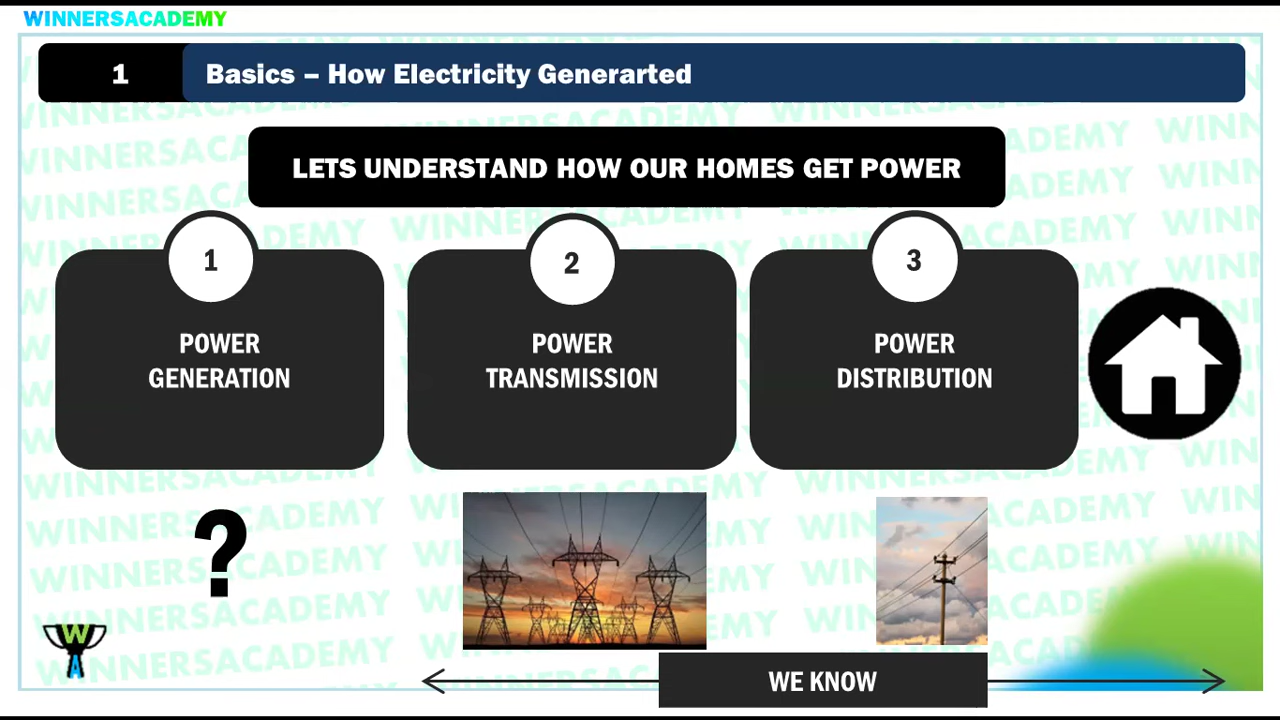 WINNERSACADEMY
1 Basics – How Electricity Generarted
LETS UNDERSTAND HOW OUR HOMES GET POWER
1
POWER
GENERATION
2
POWER
TRANSMISSION
3
POWER
DISTRIBUTION
?
WE KNOW
W
A